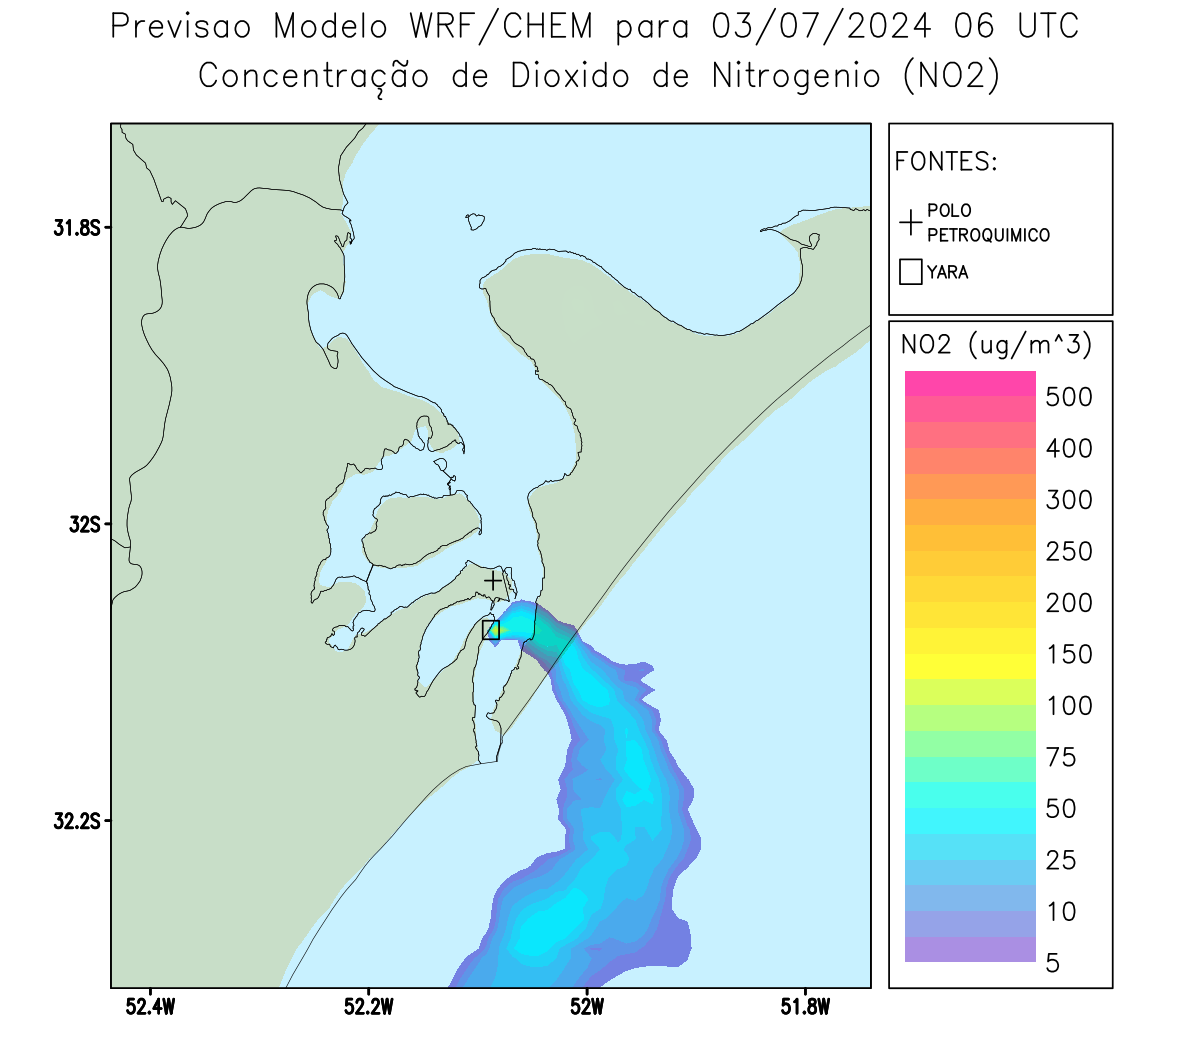 Previsao Modelo WRF/CHEM para 03/07/2024 06 UTC
Concentração de Dioxido de Nitrogenio (NO2)
FONTES:
POLO
PETROQUIMICO
YARA
31.8S
32S
32.2S
52.4W
52.2W
52W
51.8W
NO2 (ug/m^3)
500
400
300
250
200
150
100
75
50
25
10
5